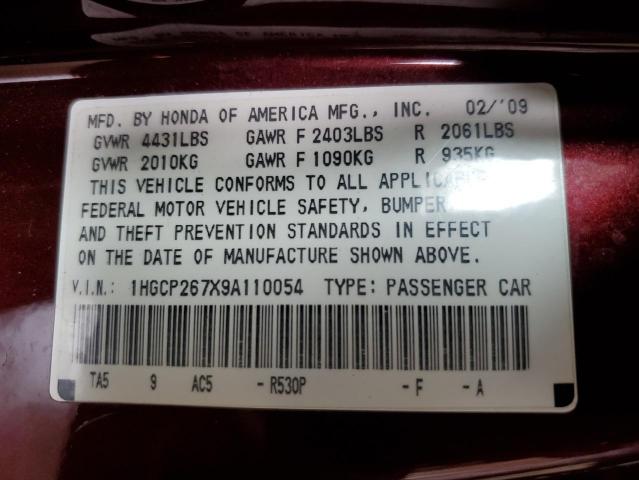 MFD. BY HONDA OF AMERICA MFG., INC. 02/'09
GVWR 4431LBS GAWR F 2403LBS R 2061LBS
GVWR 2010KG GAWR F 1090KG R 935KG
THIS VEHICLE CONFORMS TO ALL APPLICABLE
FEDERAL MOTOR VEHICLE SAFETY, BUMPER,
AND THEFT PREVENTION STANDARDS IN EFFECT
ON THE DATE OF MANUFACTURE SHOWN ABOVE.
V.I.N.: 1HGCP267X9A110054 TYPE: PASSENGER CAR
TA5 9 AC5 - R530P - F - A